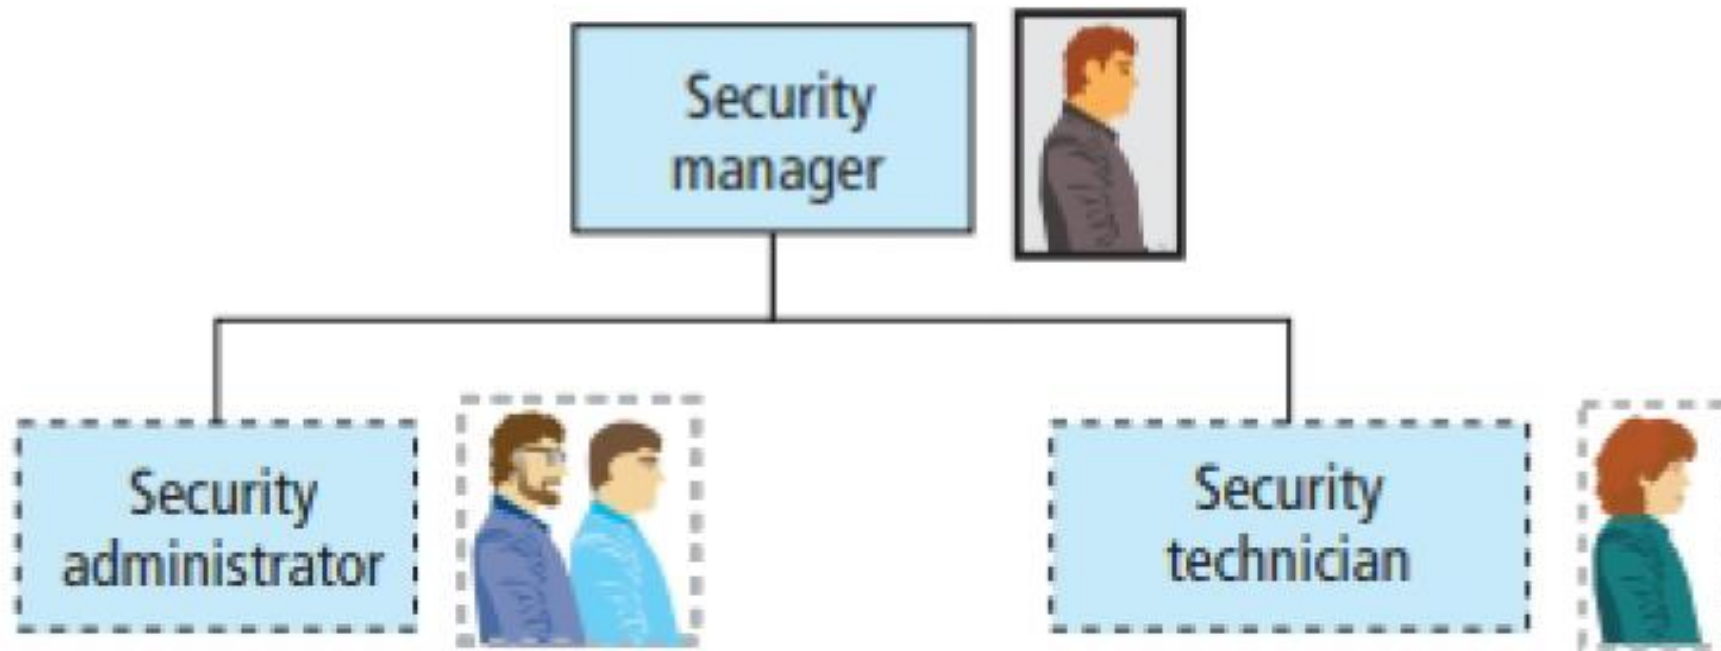 Security
manager
Security
administrator
Security
technician